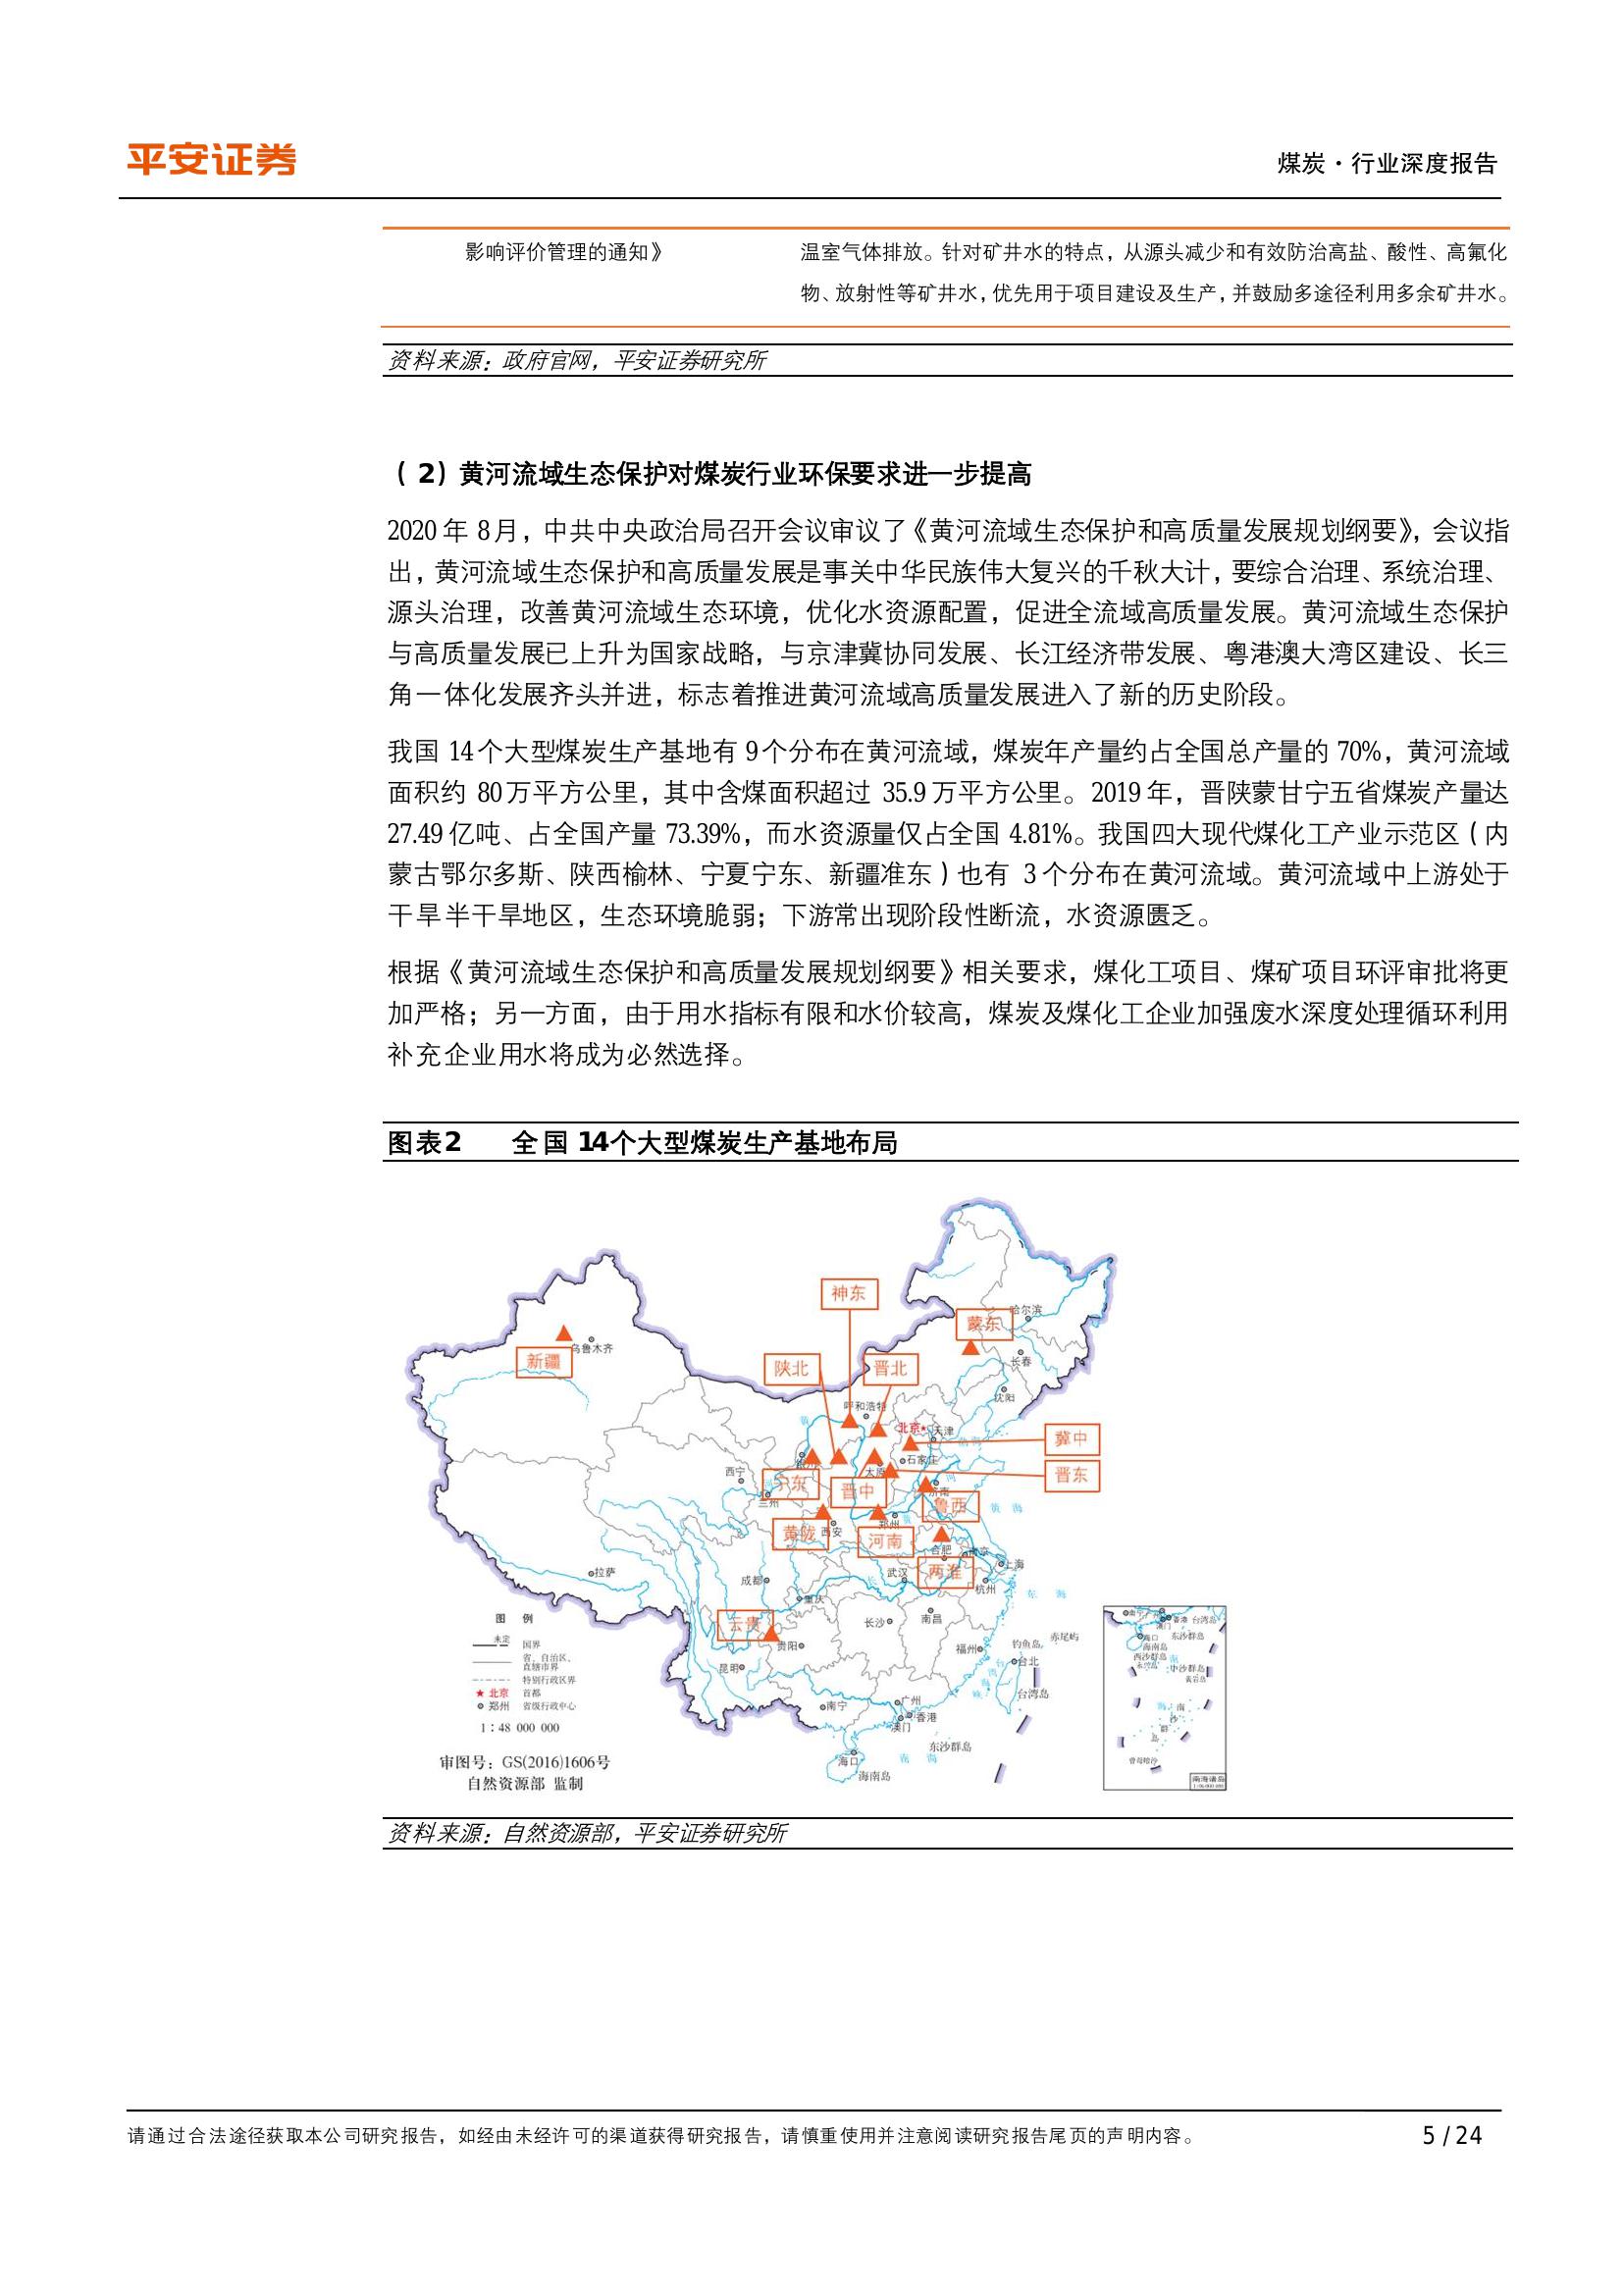 平安证券
煤炭·行业深度报告
影响评价管理的通知》
温室气体排放。针对矿井水的特点，从源头减少和有效防治高盐、酸性、高氟化
物、放射性等矿井水，优先用于项目建设及生产，并鼓励多途径利用多余矿井水。
资料来源：政府官网，平安证券研究所
（2）黄河流域生态保护对煤炭行业环保要求进一步提高
2020年8月，中共中央政治局召开会议审议了《黄河流域生态保护和高质量发展规划纲要》，会议指
出，黄河流域生态保护和高质量发展是事关中华民族伟大复兴的千秋大计，要综合治理、系统治理、
源头治理，改善黄河流域生态环境，优化水资源配置，促进全流域高质量发展。黄河流域生态保护
与高质量发展已上升为国家战略，与京津冀协同发展、长江经济带发展、粤港澳大湾区建设、长三
角一体化发展齐头并进，标志着推进黄河流域高质量发展进入了新的历史阶段。
我国14个大型煤炭生产基地有9个分布在黄河流域，煤炭年产量约占全国总产量的70%，黄河流域
面积约80万平方公里，其中含煤面积超过35.9万平方公里。2019年，晋陕蒙甘宁五省煤炭产量达
27.49亿吨、占全国产量73.39%，而水资源量仅占全国4.81%。我国四大现代煤化工产业示范区（内
蒙古鄂尔多斯、陕西榆林、宁夏宁东、新疆准东）也有3个分布在黄河流域。黄河流域中上游处于
干旱半干旱地区，生态环境脆弱；下游常出现阶段性断流，水资源匮乏。
根据《黄河流域生态保护和高质量发展规划纲要》相关要求，煤化工项目、煤矿项目环评审批将更
加严格；另一方面，由于用水指标有限和水价较高，煤炭及煤化工企业加强废水深度处理循环利用
补充企业用水将成为必然选择。
图表2 全国14个大型煤炭生产基地布局
神东
哈尔滨
蒙东
乌鲁木齐
新疆
长春
陕北
晋北
沈阳
呼和浩特
北京
天津
冀中
石家庄
太原
晋东
西宁
宁东
晋中
济南
鲁西
兰州
黄海
郑州
黄陇
西安
河南
合肥
南京
两淮
上海
拉萨
成都
武汉
杭州
长
东海
重庆
云贵
长沙
南昌
贵阳
福州
钓鱼岛
赤尾屿
昆明
台北
台湾岛
南宁
广州
香港
澳门
东沙群岛
南海
海口
海南岛
图例
未定
国界
省、自治区、
直辖市界
特别行政区界
★ 北京 首都
郑州 省级行政中心
1：48 000 000
审图号：GS(2016)1606号
自然资源部 监制
香港
台湾岛
澳门
海口
东沙群岛
海南岛
西沙群岛
中沙群岛
黄岩岛
南
沙
群
岛
曾母暗沙
南海诸岛
资料来源：自然资源部，平安证券研究所
请通过合法途径获取本公司研究报告，如经由未经许可的渠道获得研究报告，请慎重使用并注意阅读研究报告尾页的声明内容。
5 / 24